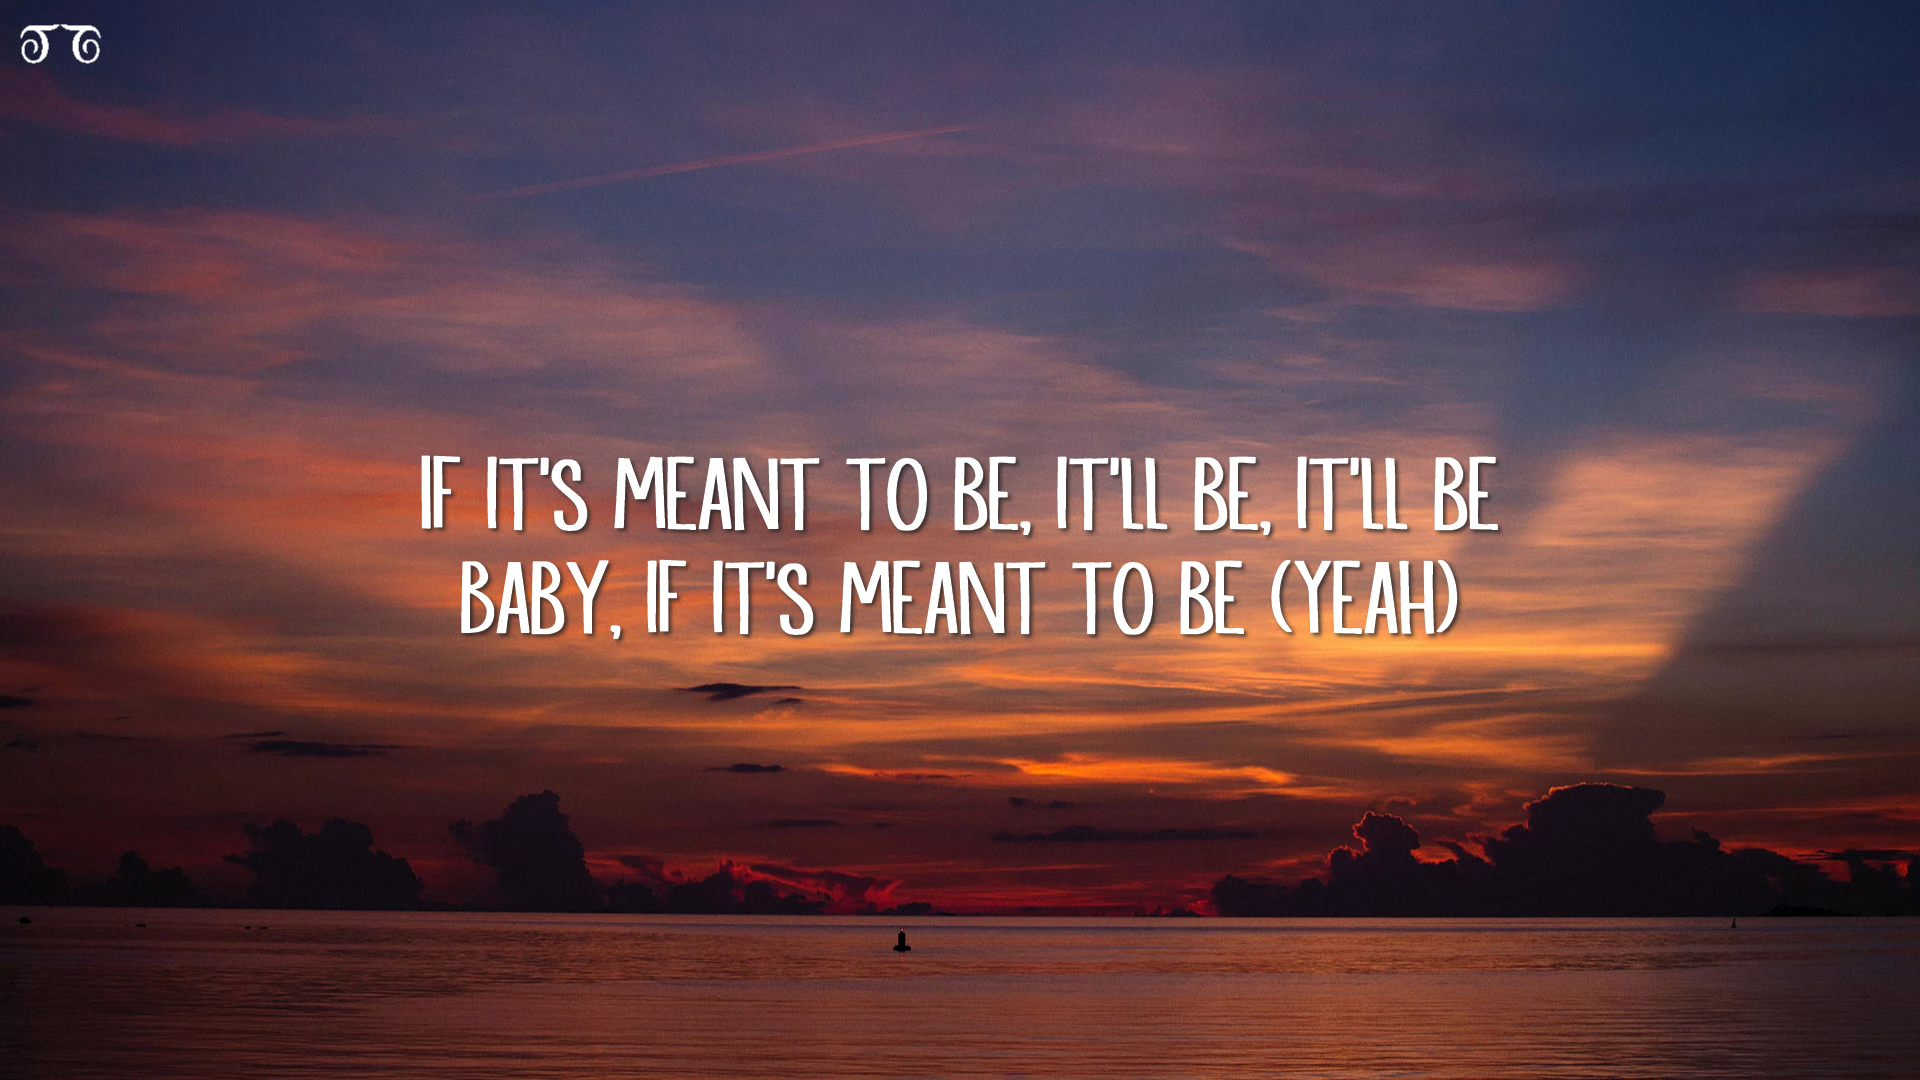 IF IT'S MEANT TO BE, IT'LL BE, IT'LL BE
BABY, IF IT'S MEANT TO BE (YEAH)